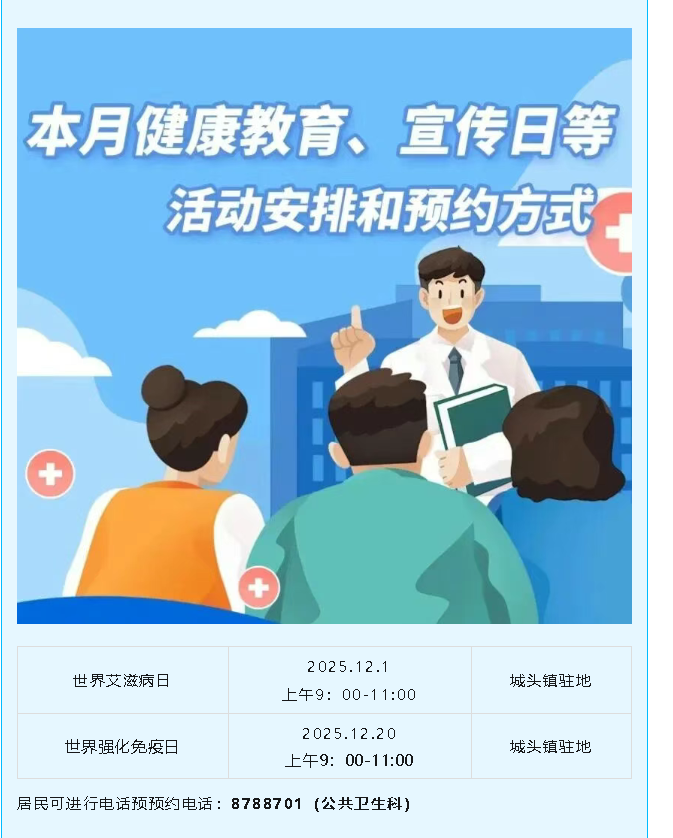 本月健康教育、宣传日等
活动安排和预约方式
世界艾滋病日
2025.12.1
上午9：00-11:00
城头镇驻地
世界强化免疫日
2025.12.20
上午9：00-11:00
城头镇驻地
居民可进行电话预预约电话：8788701（公共卫生科）